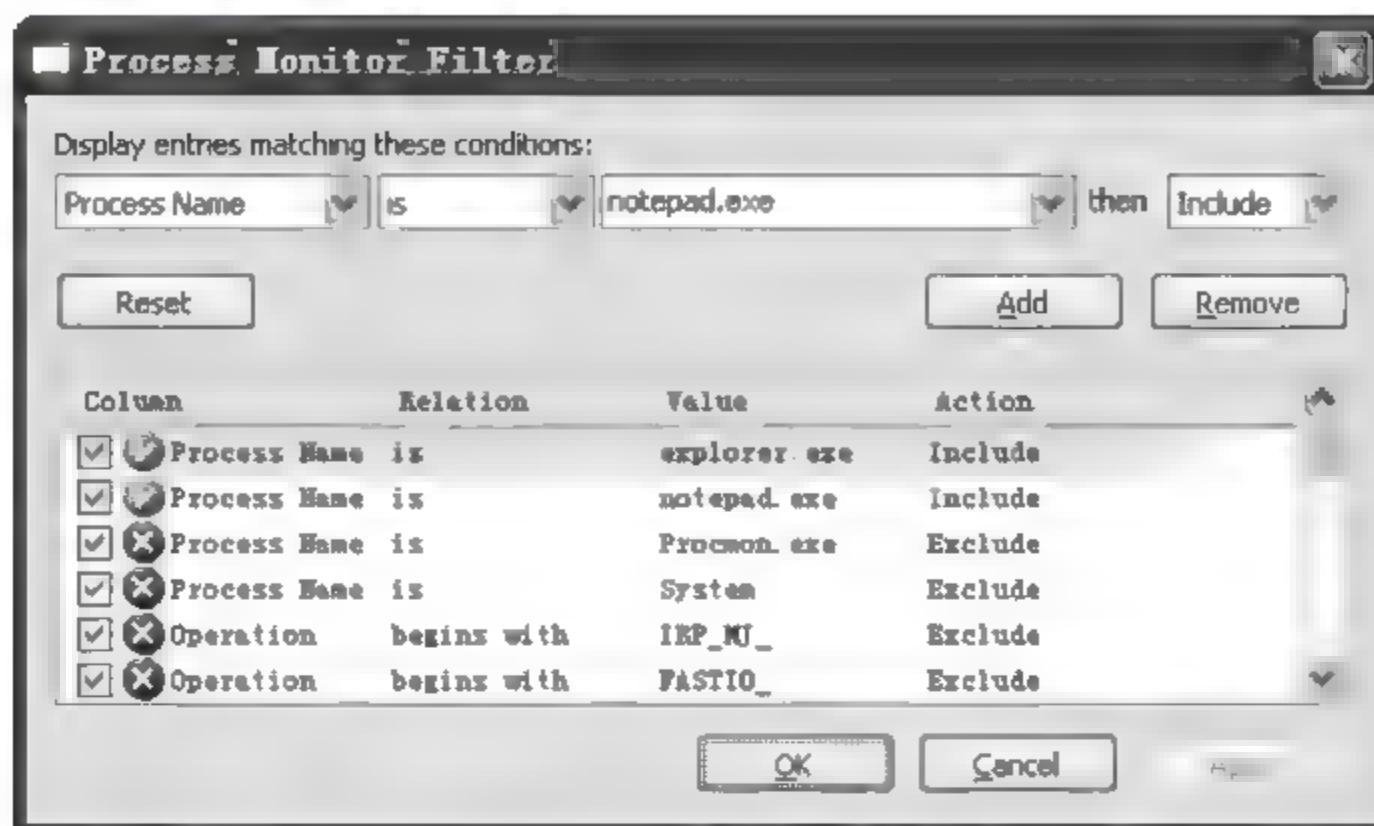 Process Monitor Filter
Display entries matching these conditions:
Process Name is notepad.exe then Include
Reset Add Remove
Column Relation Value Action
Process Name is explorer.exe Include
Process Name is notepad.exe Include
Process Name is Procmon.exe Exclude
Process Name is System Exclude
Operation begins with IRP_MJ_ Exclude
Operation begins with FASTIO_ Exclude
OK Cancel